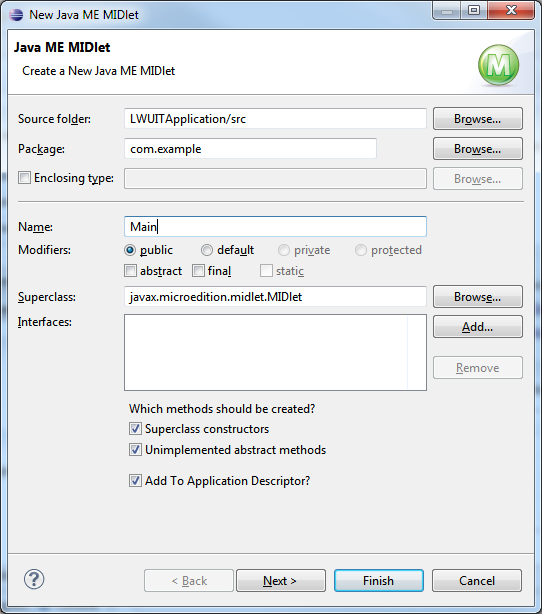 New Java ME MIDlet
Java ME MIDlet
Create a New Java ME MIDlet
M
Source folder: LWUITApplication/src Browse...
Package: com.example Browse...
Enclosing type: Browse...
Name: Main
Modifiers: public default private protected
abstract final static
Superclass: javax.microedition.midlet.MIDlet Browse...
Interfaces: Add...
Remove
Which methods should be created?
Superclass constructors
Unimplemented abstract methods
Add To Application Descriptor?
? < Back Next > Finish Cancel